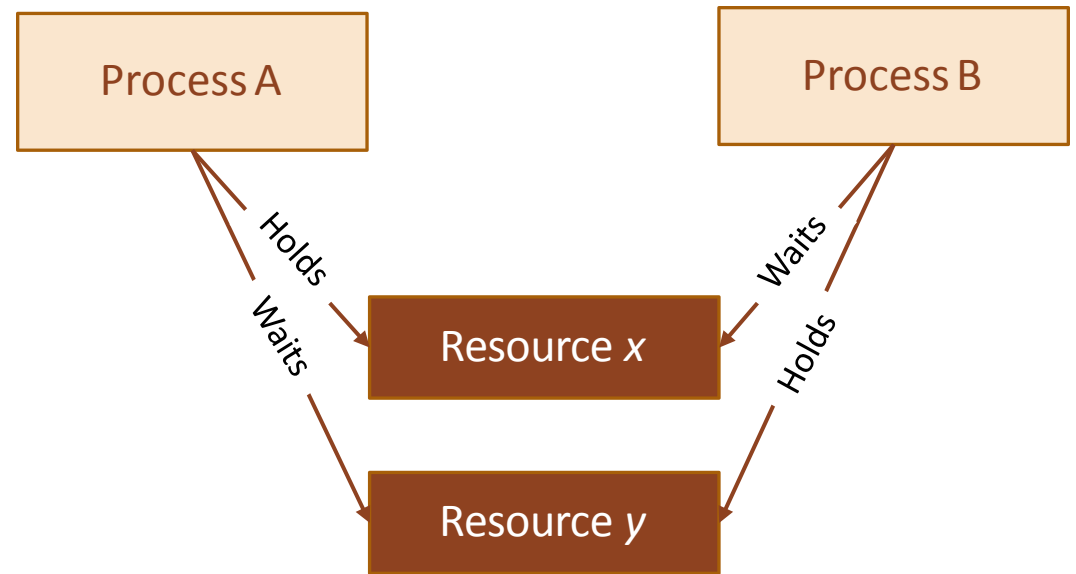 Process A
Process B
Holds
Waits
Waits
Holds
Resource x
Resource y